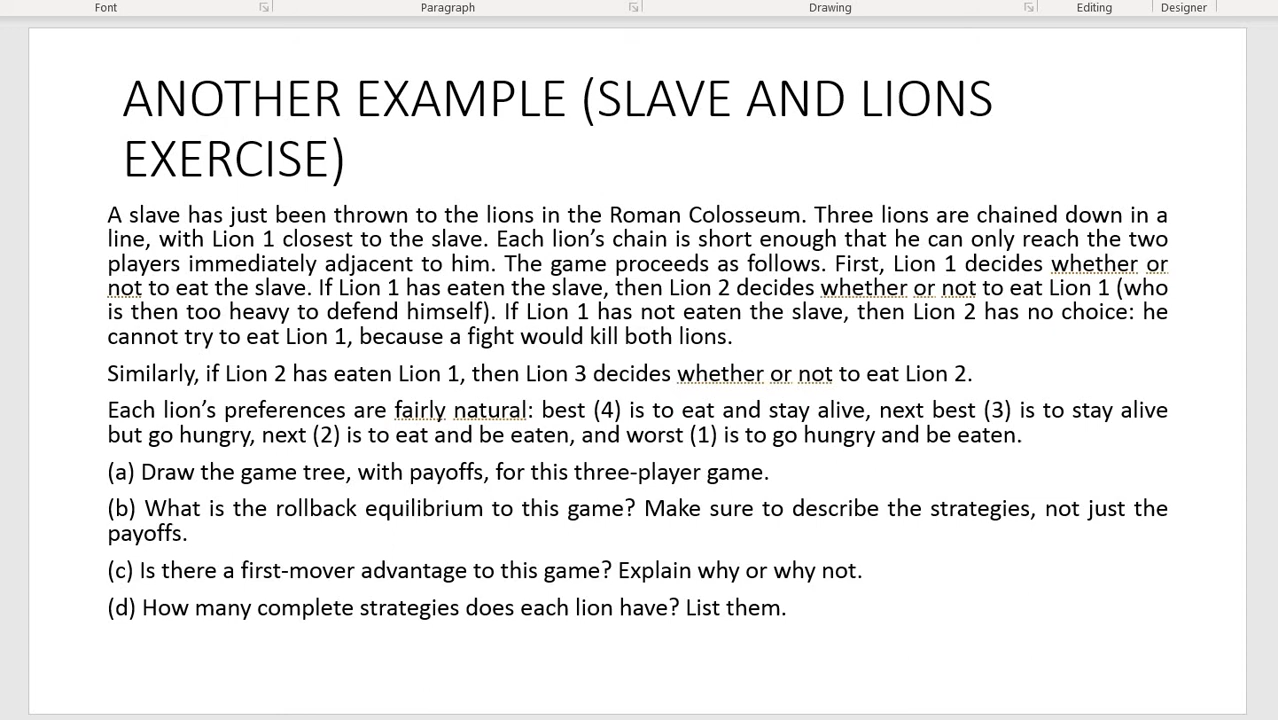 Font Paragraph Drawing Editing Designer
ANOTHER EXAMPLE (SLAVE AND LIONS
EXERCISE)
A slave has just been thrown to the lions in the Roman Colosseum. Three lions are chained down in a
line, with Lion 1 closest to the slave. Each lion’s chain is short enough that he can only reach the two
players immediately adjacent to him. The game proceeds as follows. First, Lion 1 decides whether or
not to eat the slave. If Lion 1 has eaten the slave, then Lion 2 decides whether or not to eat Lion 1 (who
is then too heavy to defend himself). If Lion 1 has not eaten the slave, then Lion 2 has no choice: he
cannot try to eat Lion 1, because a fight would kill both lions.
Similarly, if Lion 2 has eaten Lion 1, then Lion 3 decides whether or not to eat Lion 2.
Each lion’s preferences are fairly natural: best (4) is to eat and stay alive, next best (3) is to stay alive
but go hungry, next (2) is to eat and be eaten, and worst (1) is to go hungry and be eaten.
(a) Draw the game tree, with payoffs, for this three-player game.
(b) What is the rollback equilibrium to this game? Make sure to describe the strategies, not just the
payoffs.
(c) Is there a first-mover advantage to this game? Explain why or why not.
(d) How many complete strategies does each lion have? List them.